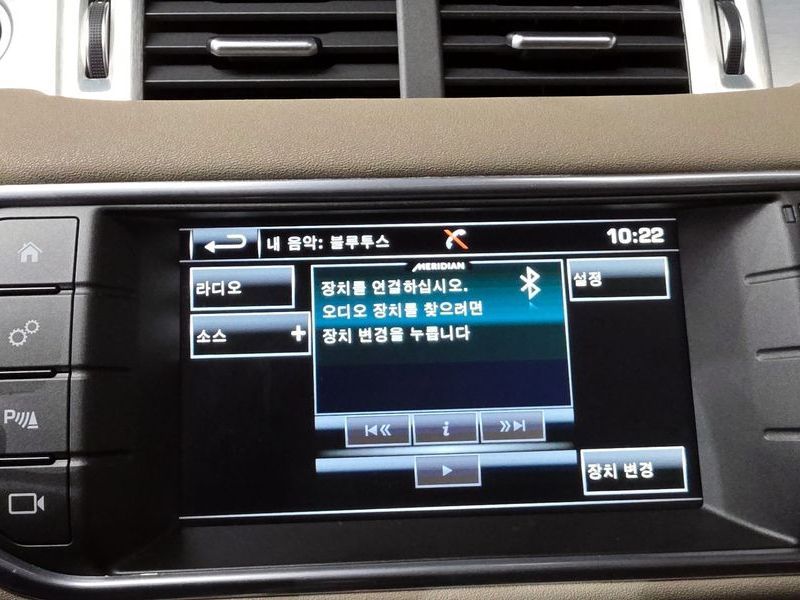 내 음악: 블루투스
10:22
라디오
MERIDIAN
설정
장치를 연결하십시오.
오디오 장치를 찾으려면
장치 변경을 누릅니다
소스 +
i
장치 변경
P